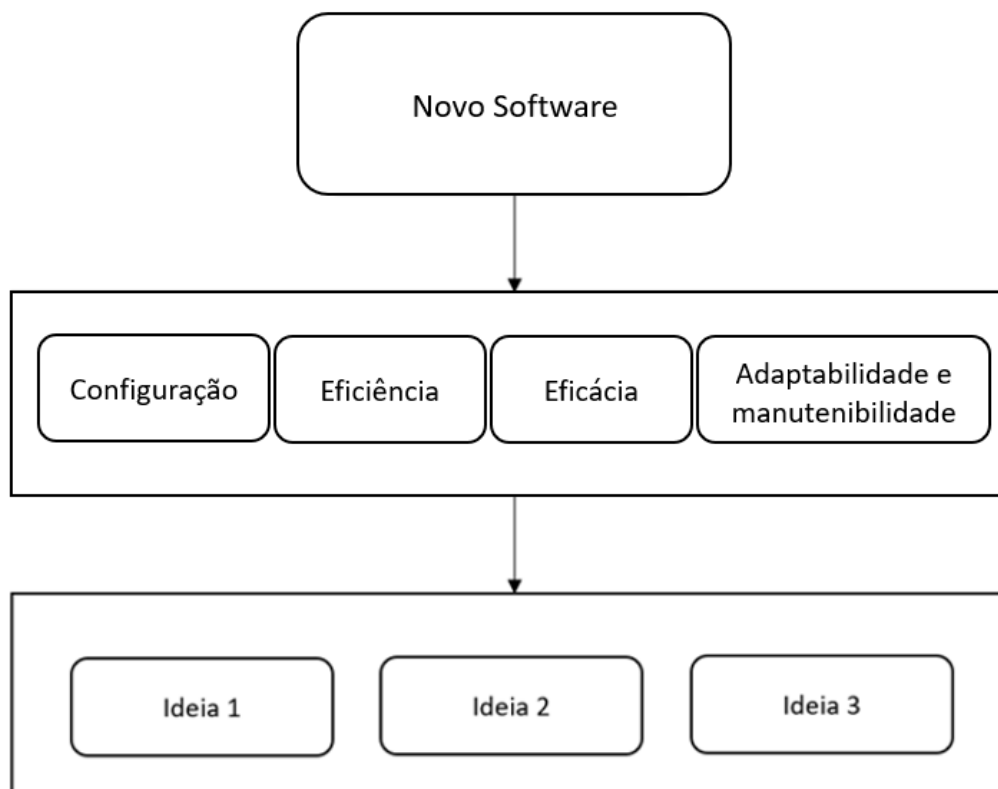 Novo Software
Configuração
Eficiência
Eficácia
Adaptabilidade e
manutenibilidade
Ideia 1
Ideia 2
Ideia 3